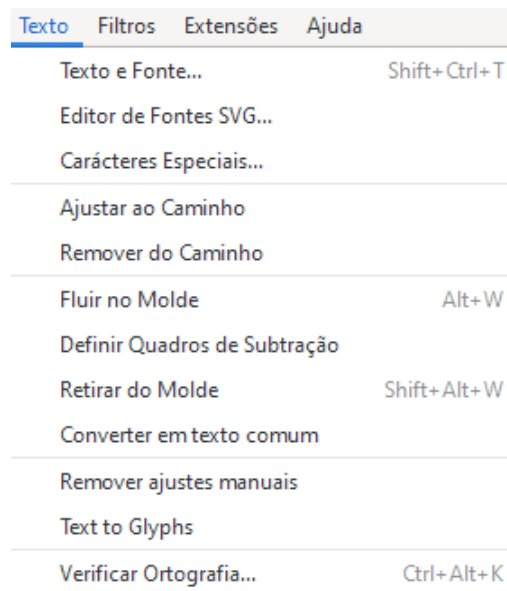 Texto Filtros Extensões Ajuda
Texto e Fonte... Shift+Ctrl+T
Editor de Fontes SVG...
Carácteres Especiais...
Ajustar ao Caminho
Remover do Caminho
Fluir no Molde Alt+W
Definir Quadros de Subtração
Retirar do Molde Shift+Alt+W
Converter em texto comum
Remover ajustes manuais
Text to Glyphs
Verificar Ortografia... Ctrl+Alt+K